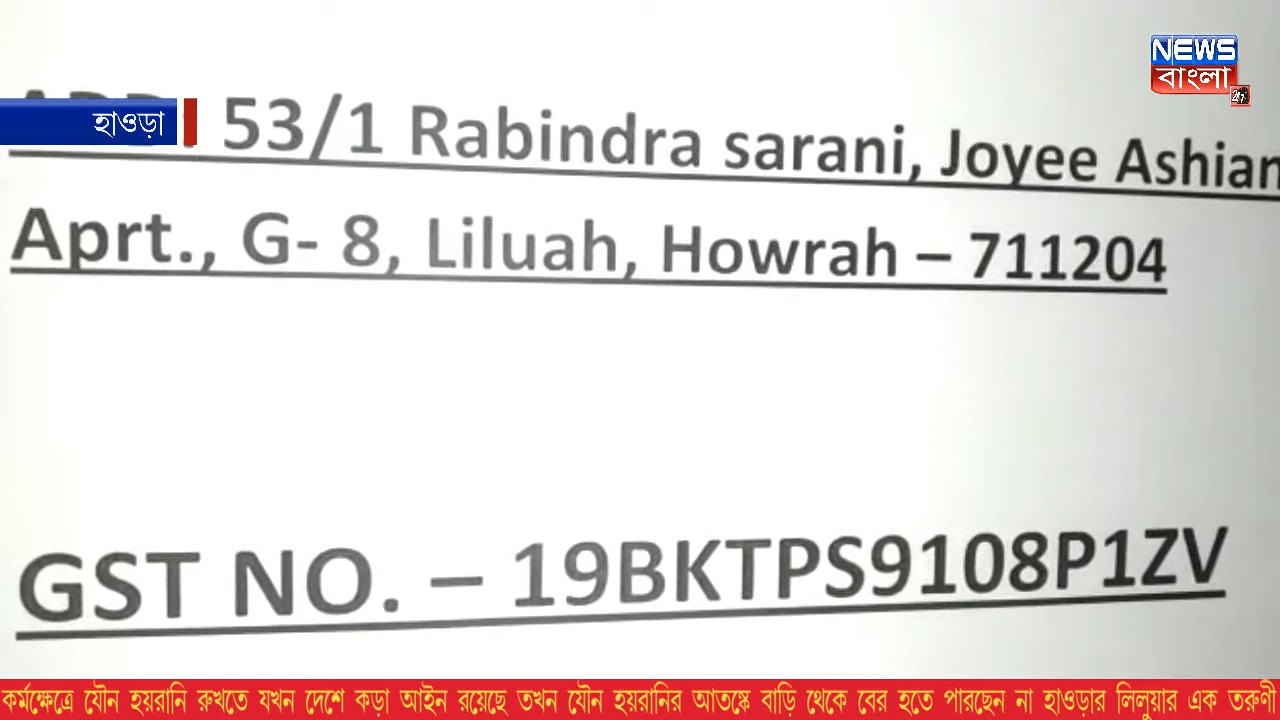 NEWS
বাংলা
24x7
হাওড়া
53/1 Rabindra sarani, Joyee Ashian
Aprt., G- 8, Liluah, Howrah – 711204
GST NO. – 19BKTPS9108P1ZV
কর্মক্ষেত্রে যৌন হয়রানি রুখতে যখন দেশে কড়া আইন রয়েছে তখন যৌন হয়রানির আতঙ্কে বাড়ি থেকে বের হতে পারছেন না হাওড়ার লিলুয়ার এক তরুণী